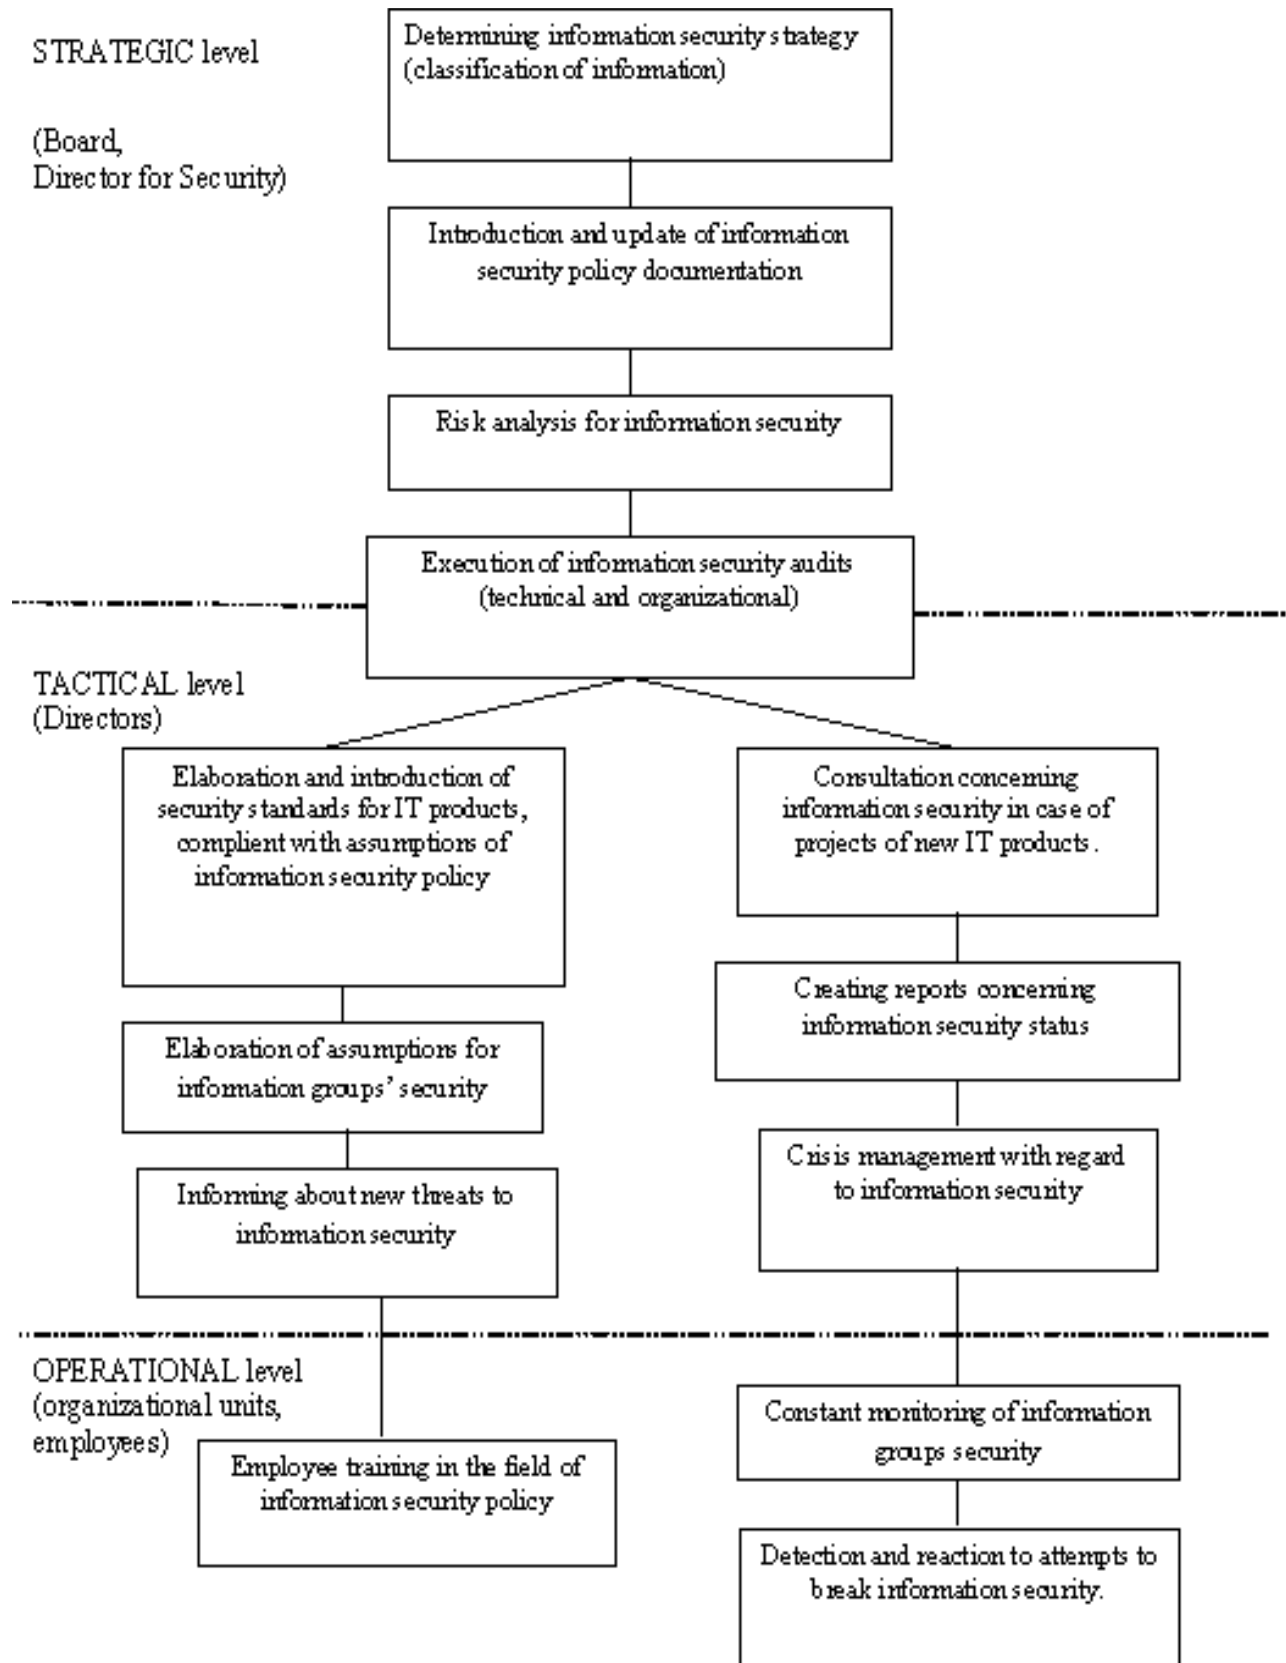 STRATEGIC level
(Board,
Director for Security)
Determining information security strategy
(classification of information)
Introduction and update of information
security policy documentation
Risk analysis for information security
Execution of information security audits
(technical and organizational)
TACTICAL level
(Directors)
Elaboration and introduction of
security standards for IT products,
complient with assumptions of
information security policy
Elaboration of assumptions for
information groups' security
Informing about new threats to
information security
Consultation concerning
information security in case of
projects of new IT products.
Creating reports concerning
information security status
Crisis management with regard
to information security
OPERATIONAL level
(organizational units,
employees)
Employee training in the field of
information security policy
Constant monitoring of information
groups security
Detection and reaction to attempts to
break information security.